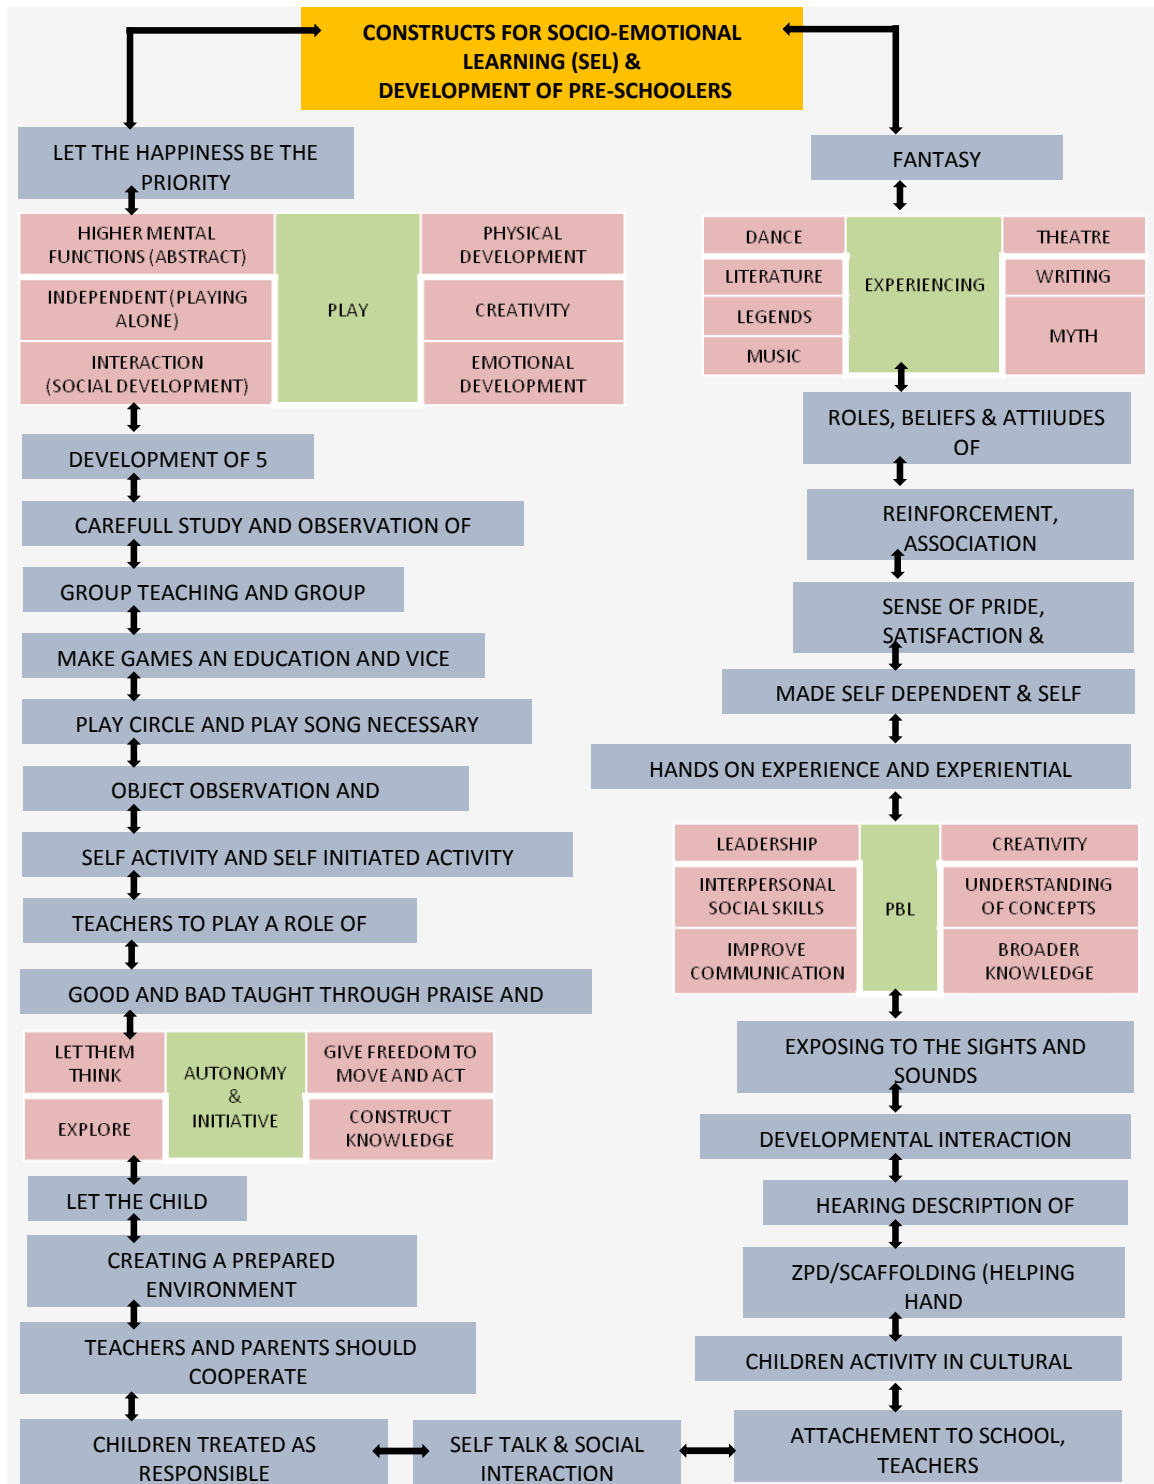 CONSTRUCTS FOR SOCIO-EMOTIONAL
LEARNING (SEL) &
DEVELOPMENT OF PRE-SCHOOLERS
LET THE HAPPINESS BE THE
PRIORITY
HIGHER MENTAL
FUNCTIONS (ABSTRACT)
INDEPENDENT (PLAYING
ALONE)
INTERACTION
(SOCIAL DEVELOPMENT)
PLAY
PHYSICAL
DEVELOPMENT
CREATIVITY
EMOTIONAL
DEVELOPMENT
DEVELOPMENT OF 5
CAREFULL STUDY AND OBSERVATION OF
GROUP TEACHING AND GROUP
MAKE GAMES AN EDUCATION AND VICE
PLAY CIRCLE AND PLAY SONG NECESSARY
OBJECT OBSERVATION AND
SELF ACTIVITY AND SELF INITIATED ACTIVITY
TEACHERS TO PLAY A ROLE OF
GOOD AND BAD TAUGHT THROUGH PRAISE AND
LET THEM
THINK
EXPLORE
AUTONOMY
&
INITIATIVE
GIVE FREEDOM TO
MOVE AND ACT
CONSTRUCT
KNOWLEDGE
LET THE CHILD
CREATING A PREPARED
ENVIRONMENT
TEACHERS AND PARENTS SHOULD
COOPERATE
CHILDREN TREATED AS
RESPONSIBLE
SELF TALK & SOCIAL
INTERACTION
FANTASY
DANCE
LITERATURE
LEGENDS
MUSIC
EXPERIENCING
THEATRE
WRITING
MYTH
ROLES, BELIEFS & ATTIIUDES
OF
REINFORCEMENT,
ASSOCIATION
SENSE OF PRIDE,
SATISFACTION &
MADE SELF DEPENDENT & SELF
HANDS ON EXPERIENCE AND EXPERIENTIAL
LEADERSHIP
INTERPERSONAL
SOCIAL SKILLS
IMPROVE
COMMUNICATION
PBL
CREATIVITY
UNDERSTANDING
OF CONCEPTS
BROADER
KNOWLEDGE
EXPOSING TO THE SIGHTS AND
SOUNDS
DEVELOPMENTAL INTERACTION
HEARING DESCRIPTION OF
ZPD/SCAFFOLDING (HELPING
HAND
CHILDREN ACTIVITY IN CULTURAL
ATTACHEMENT TO SCHOOL,
TEACHERS